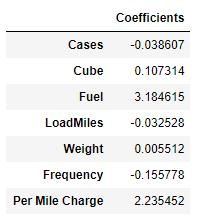 Coefficients
Cases -0.038607
Cube 0.107314
Fuel 3.184615
LoadMiles -0.032528
Weight 0.005512
Frequency -0.155778
Per Mile Charge 2.235452